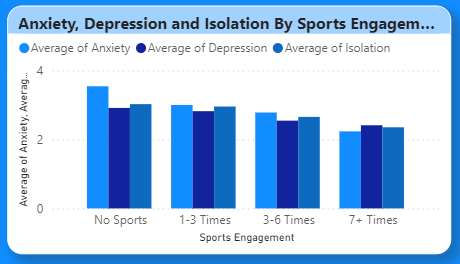 Anxiety, Depression and Isolation By Sports Engagem...
Average of Anxiety Average of Depression Average of Isolation
Average of Anxiety, Averag...
4
2
0
No Sports 1-3 Times 3-6 Times 7+ Times
Sports Engagement